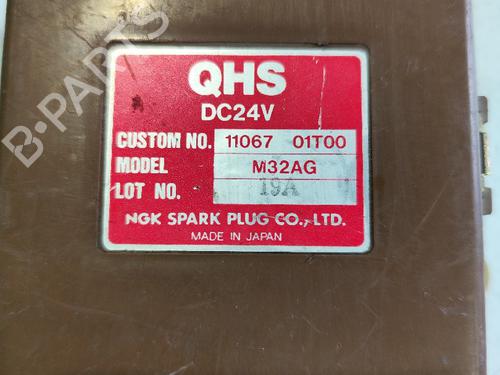 QHS
DC24V
CUSTOM NO. 11067 01T00
MODEL M32AG
LOT NO. 19A
NGK SPARK PLUG CO., LTD.
MADE IN JAPAN
B-PARTS